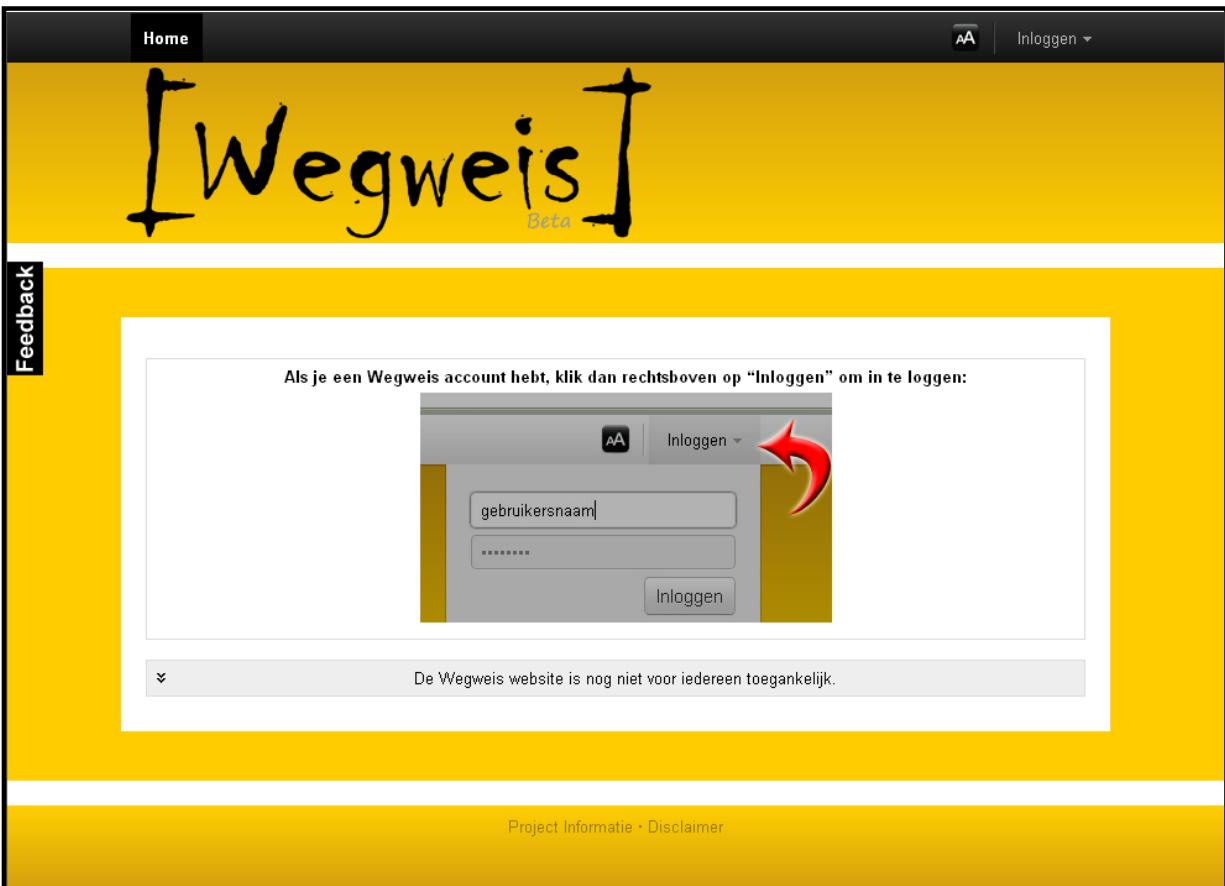 Home
AA
Inloggen
[Wegweis]
Beta
Feedback
Als je een Wegweis account hebt, klik dan rechtsboven op “Inloggen” om in te loggen:
AA
Inloggen
gebruikersnaam
Inloggen
De Wegweis website is nog niet voor iedereen toegankelijk.
Project Informatie · Disclaimer